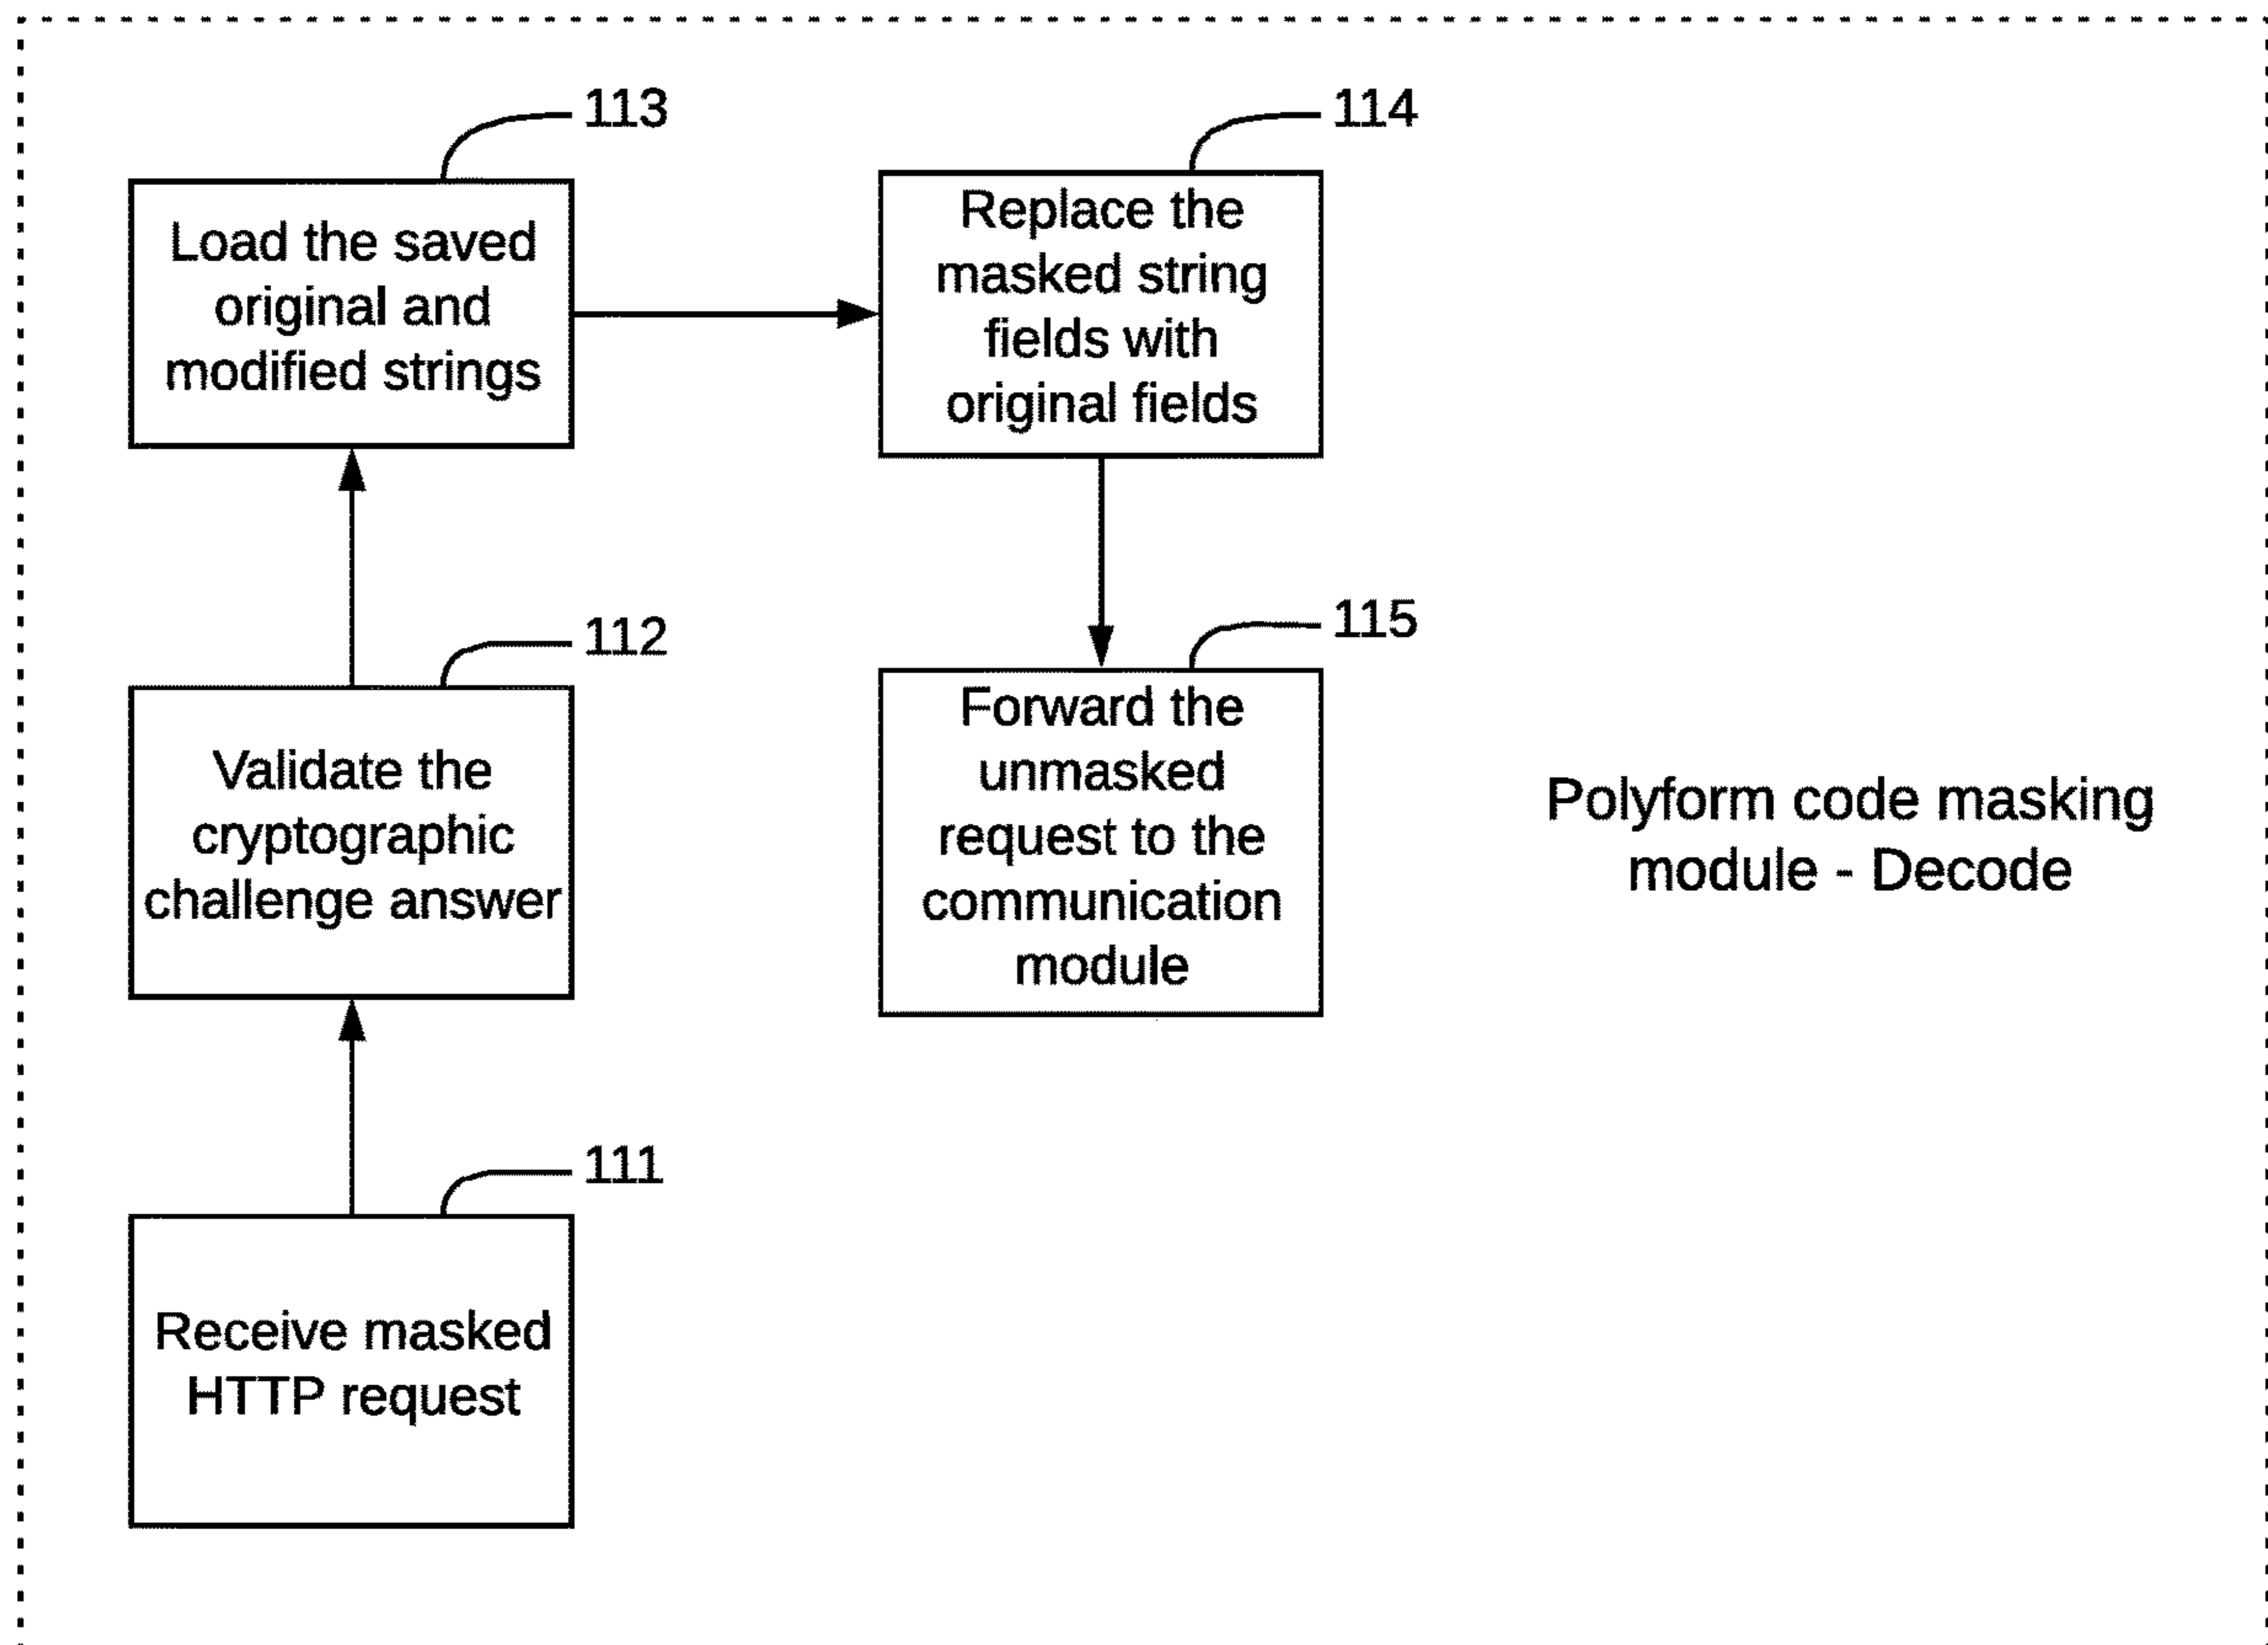 113
Load the saved
original and
modified strings
114
Replace the
masked string
fields with
original fields
112
Validate the
cryptographic
challenge answer
115
Forward the
unmasked
request to the
communication
module
Polyform code masking
module - Decode
111
Receive masked
HTTP request